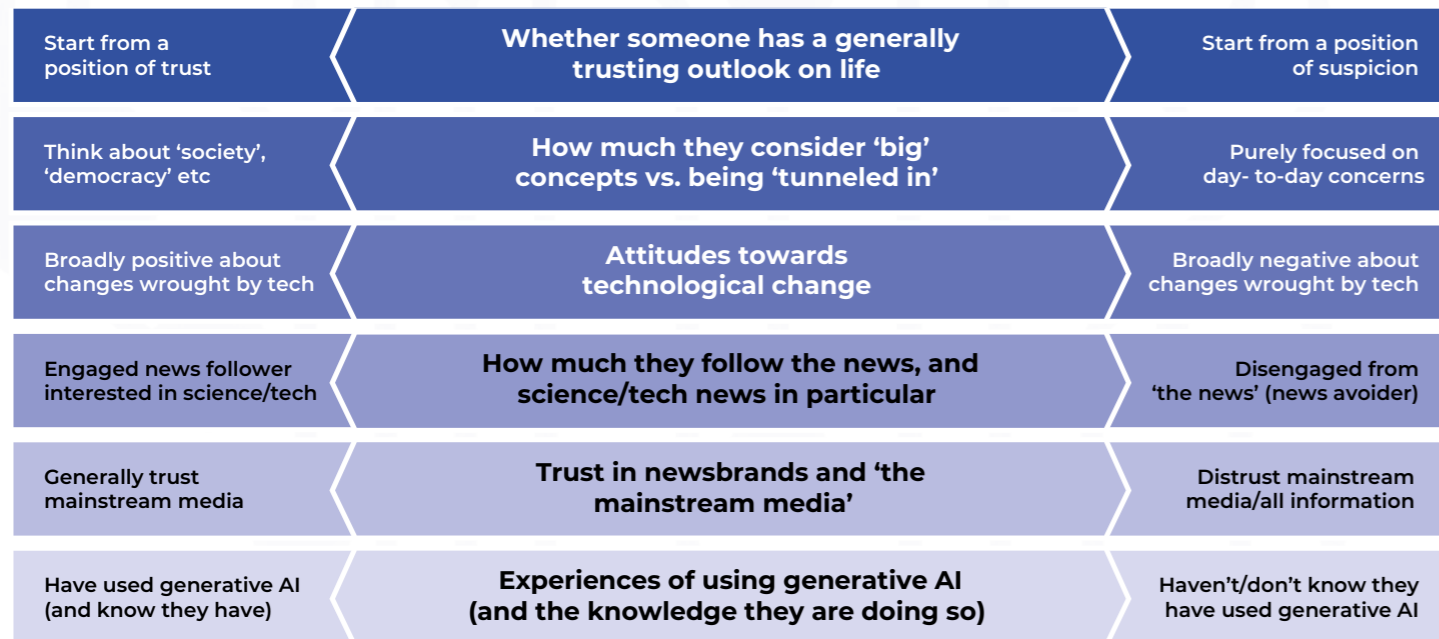 Start from a
position of trust
Whether someone has a generally
trusting outlook on life
Start from a position
of suspicion
Think about ‘society’,
‘democracy’ etc
How much they consider ‘big’
concepts vs. being ‘tunneled in’
Purely focused on
day- to-day concerns
Broadly positive about
changes wrought by tech
Attitudes towards
technological change
Broadly negative about
changes wrought by tech
Engaged news follower
interested in science/tech
How much they follow the news, and
science/tech news in particular
Disengaged from
‘the news’ (news avoider)
Generally trust
mainstream media
Trust in newsbrands and ‘the
mainstream media’
Distrust mainstream
media/all information
Have used generative AI
(and know they have)
Experiences of using generative AI
(and the knowledge they are doing so)
Haven’t/don’t know they
have used generative AI